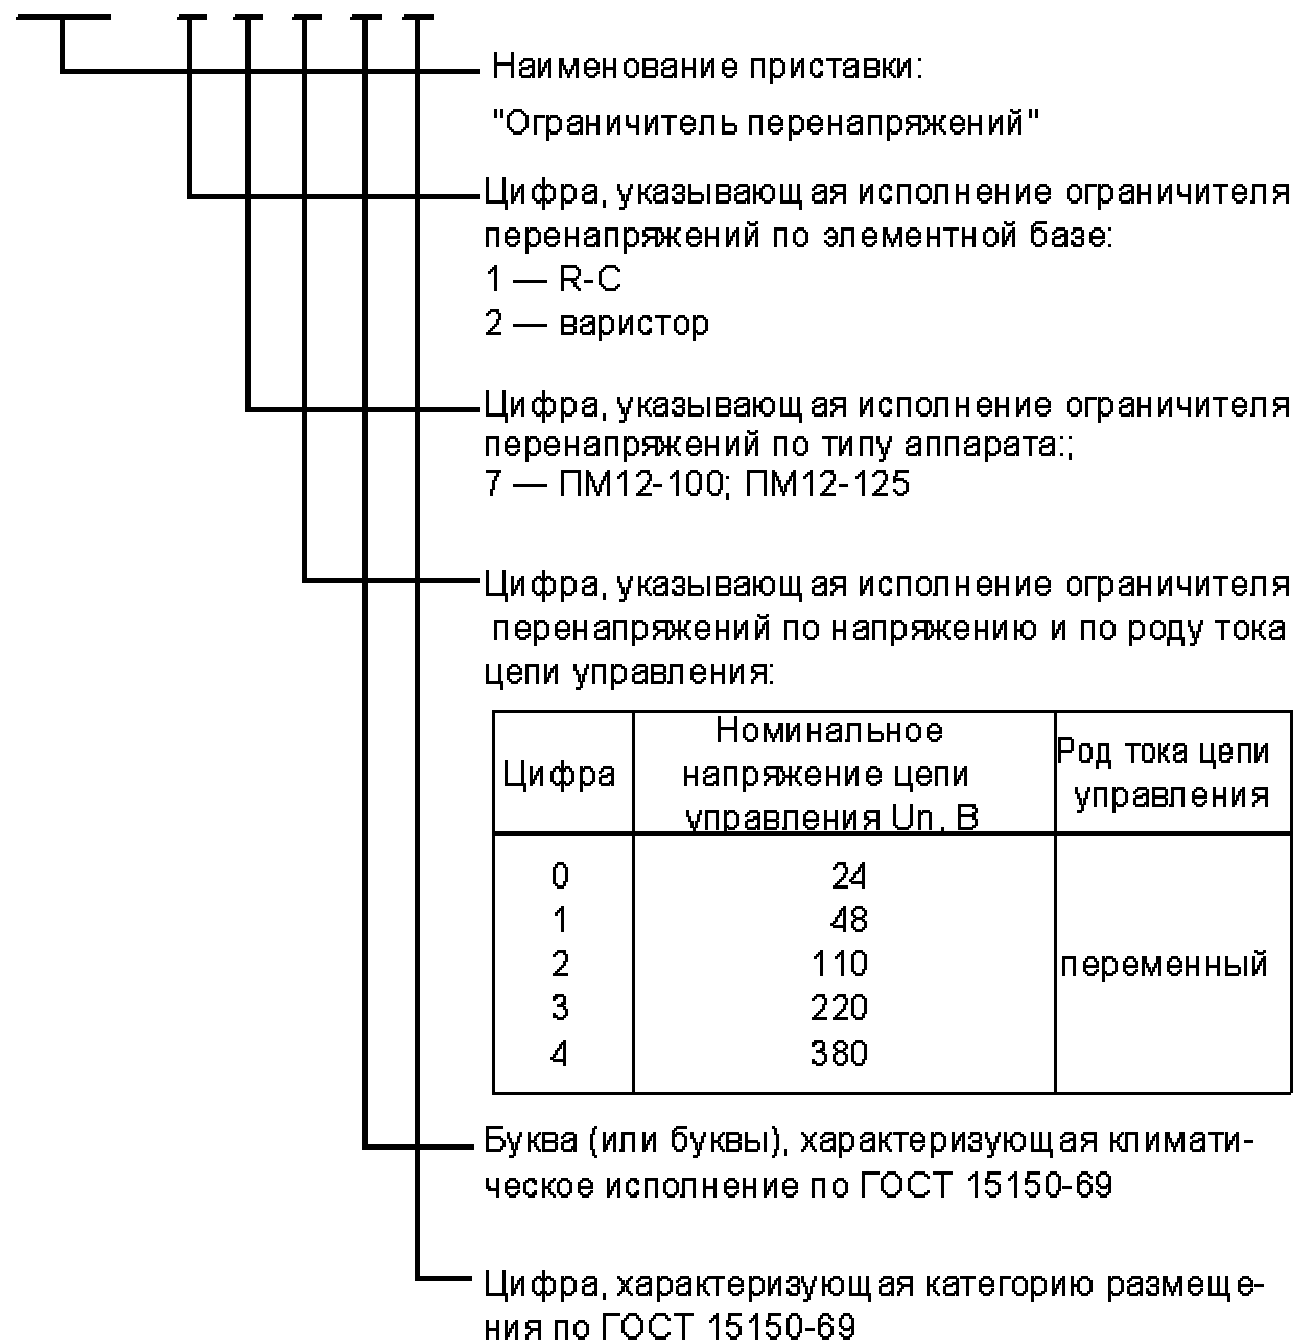 Наименование приставки:
"Ограничитель перенапряжений"
Цифра, указывающая исполнение ограничителя
перенапряжений по элементной базе:
1 — R-C
2 — варистор
Цифра, указывающая исполнение ограничителя
перенапряжений по типу аппарата:;
7 — ПМ12-100; ПМ12-125
Цифра, указывающая исполнение ограничителя
перенапряжений по напряжению и по роду тока
цепи управления:
Цифра
Номинальное
напряжение цепи
управления Un, В
Род тока цепи
управления
0 24
1 48
2 110
3 220
4 380
переменный
Буква (или буквы), характеризующая климати-
ческое исполнение по ГОСТ 15150-69
Цифра, характеризующая категорию размеще-
ния по ГОСТ 15150-69